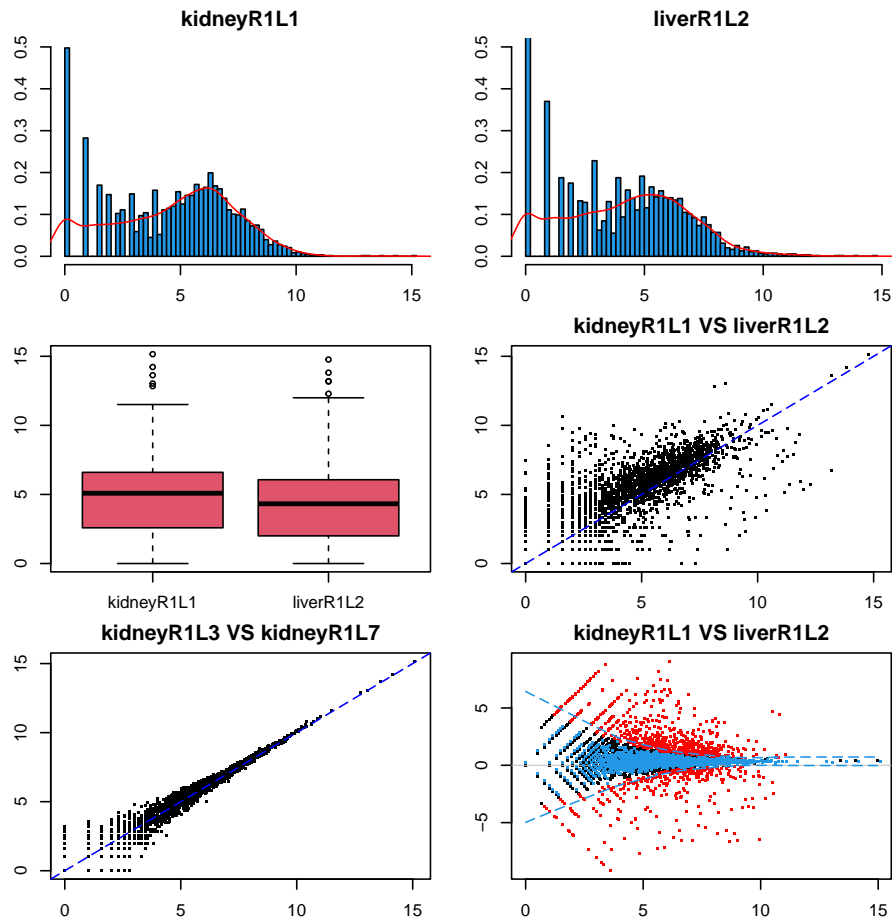 kidneyR1L1 liverR1L2
0.5 0.5
0.4 0.4
0.3 0.3
0.2 0.2
0.1 0.1
0.0 0.0
0 5 10 15 0 5 10 15
kidneyR1L1 VS liverR1L2
15 15
10 10
5 5
0 0
kidneyR1L1 liverR1L2 0 5 10 15
kidneyR1L3 VS kidneyR1L7 kidneyR1L1 VS liverR1L2
15
5
10
0
5
−5
0
0 5 10 15 0 5 10 15